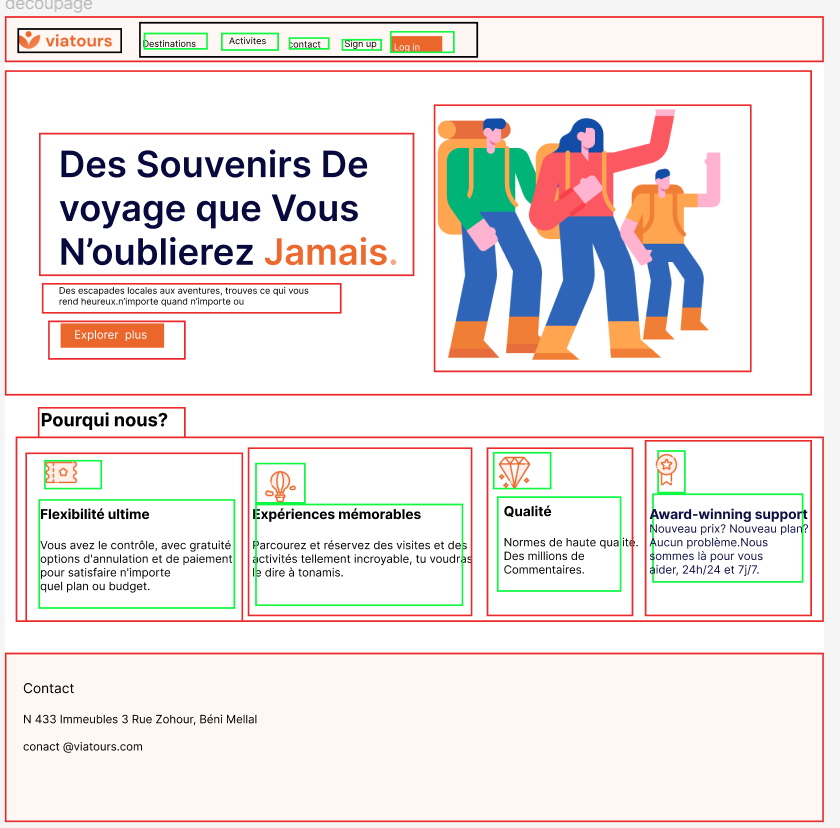 découpage
viatours
Destinations
Activites
contact
Sign up
Log in
Des Souvenirs De
voyage que Vous
N'oublierez Jamais.
Des escapades locales aux aventures, trouves ce qui vous
rend heureux.n'importe quand n'importe ou
Explorer plus
Pourqui nous?
Flexibilité ultime
Vous avez le contrôle, avec gratuité
options d'annulation et de paiement
pour satisfaire n'importe
quel plan ou budget.
Expériences mémorables
Parcourez et réservez des visites et des
activités tellement incroyable, tu voudras
le dire à tonamis.
Qualité
Normes de haute qualite.
Des millions de
Commentaires.
Award-winning support
Nouveau prix? Nouveau plan?
Aucun problème.Nous
sommes là pour vous
aider, 24h/24 et 7j/7.
Contact
N 433 Immeubles 3 Rue Zohour, Béni Mellal
conact @viatours.com